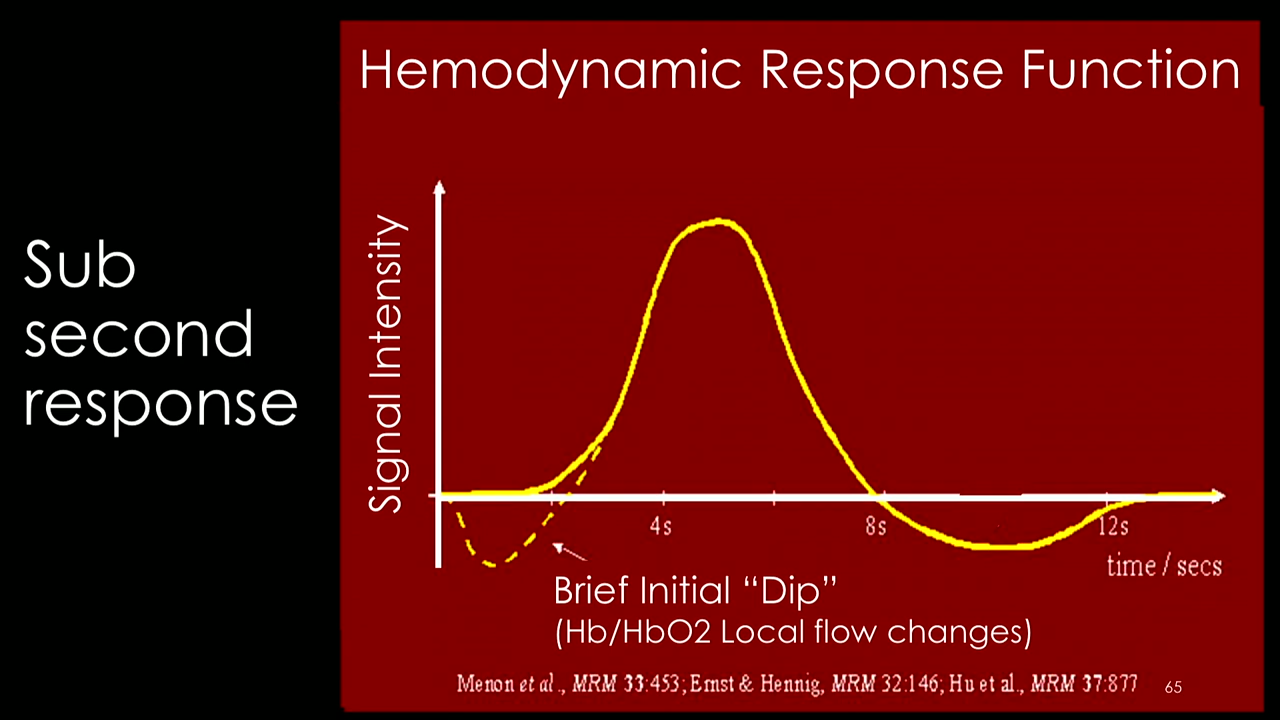 Hemodynamic Response Function
Sub
second
response
Signal Intensity
4s
8s
12s
time / secs
Brief Initial “Dip”
(Hb/HbO2 Local flow changes)
Menon et al., MRM 33:453; Ernst & Hennig, MRM 32:146; Hu et al., MRM 37:877
65